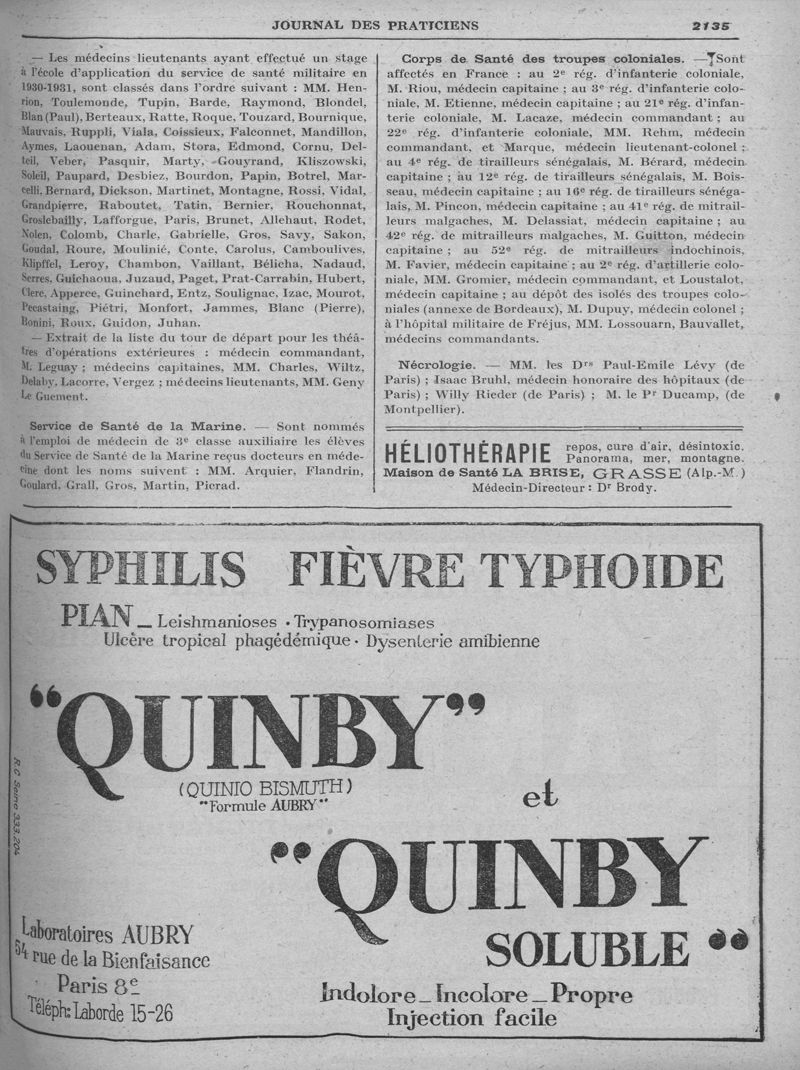 JOURNAL DES PRATICIENS 2135
— Les médecins lieutenants ayant effectué un stage
à l'école d'application du service de santé militaire en
1930-1931, sont classés dans l'ordre suivant : MM. Hen-
rion, Toulemonde, Tupin, Barde, Raymond, Blondel,
Blan (Paul), Berteaux, Ratte, Roque, Touzard, Bournique,
Mauvais, Ruppli, Viala, Coissieux, Falconnet, Mandillon,
Aymes, Laouenan, Adam, Stora, Edmond, Cornu, Del-
teil, Veber, Pasquir, Marty, Gouyrand, Kliszowski,
Soleil, Paupard, Desbiez, Bourdon, Papin, Botrel, Mar-
celli, Bernard, Dickson, Martinet, Montagne, Rossi, Vidal,
Grandpierre, Raboutet, Tatin, Bernier, Rouchonnat,
Groslebailly, Lafforgue, Paris, Brunet, Allehaut, Rodet,
Nolen, Colomb, Charle, Gabrielle, Gros, Savy, Sakon,
Goudal, Roure, Moulinié, Conte, Carolus, Camboulives,
Klipffel, Leroy, Chambon, Vaillant, Bélicha, Nadaud,
Serres, Guichaoua, Juzaud, Paget, Prat-Carrabin, Hubert,
Clerc, Apperce, Guinchard, Entz, Soulignac, Izac, Mourot,
Pecastaing, Piétri, Monfort, Jammes, Blanc (Pierre),
Bonini, Roux, Guidon, Juhan.
— Extrait de la liste du tour de départ pour les théâ-
tres d'opérations extérieures : médecin commandant,
M. Leguay ; médecins capitaines, MM. Charles, Wiltz,
Delaby, Lacorre, Vergez ; médecins lieutenants, MM. Geny
Le Guement.
Service de Santé de la Marine. — Sont nommés
à l'emploi de médecin de 3e classe auxiliaire les élèves
du Service de Santé de la Marine reçus docteurs en méde-
cine dont les noms suivent : MM. Arquier, Flandrin,
Goulard, Grall, Gros, Martin, Picrad.
Corps de Santé des troupes coloniales. — Sont
affectés en France : au 2e rég. d'infanterie coloniale,
M. Riou, médecin capitaine ; au 3e rég. d'infanterie colo-
niale, M. Etienne, médecin capitaine ; au 21e rég. d'infan-
terie coloniale, M. Lacaze, médecin commandant ; au
22e rég. d'infanterie coloniale, MM. Rehm, médecin
commandant, et Marque, médecin lieutenant-colonel ;
au 4e rég. de tirailleurs sénégalais, M. Bérard, médecin
capitaine ; au 12e rég. de tirailleurs sénégalais, M. Bois-
seau, médecin capitaine ; au 16e rég. de tirailleurs sénéga-
lais, M. Pincon, médecin capitaine ; au 41e rég. de mitrail-
leurs malgaches, M. Delassiat, médecin capitaine ; au
42e rég. de mitrailleurs malgaches, M. Guitton, médecin
capitaine ; au 52e rég. de mitrailleurs indochinois,
M. Favier, médecin capitaine ; au 2e rég. d'artillerie colo-
niale, MM. Gromier, médecin commandant, et Loustalot,
médecin capitaine ; au dépôt des isolés des troupes colo-
niales (annexe de Bordeaux), M. Dupuy, médecin colonel ;
à l'hôpital militaire de Fréjus, MM. Lossouarn, Bauvallet,
médecins commandants.
Nécrologie. — MM. les Drs Paul-Emile Lévy (de
Paris) ; Isaac Bruhl, médecin honoraire des hôpitaux (de
Paris) ; Willy Rieder (de Paris) ; M. le Pr Ducamp, (de
Montpellier).
HÉLIOTHÉRAPIE repos, cure d'air, désintoxic.
Panorama, mer, montagne.
Maison de Santé LA BRISE, GRASSE (Alp.-M.)
Médecin-Directeur : Dr Brody.
SYPHILIS FIÈVRE TYPHOIDE
PIAN — Leishmanioses · Trypanosomiases
Ulcère tropical phagédémique · Dysenterie amibienne
"QUINBY"
(QUINIO BISMUTH)
"Formule AUBRY"
et
"QUINBY
SOLUBLE"
R.C. Seine 333.204
Laboratoires AUBRY
54 rue de la Bienfaisance
Paris 8e
Téléph: Laborde 15-26
Indolore — Incolore — Propre
Injection facile